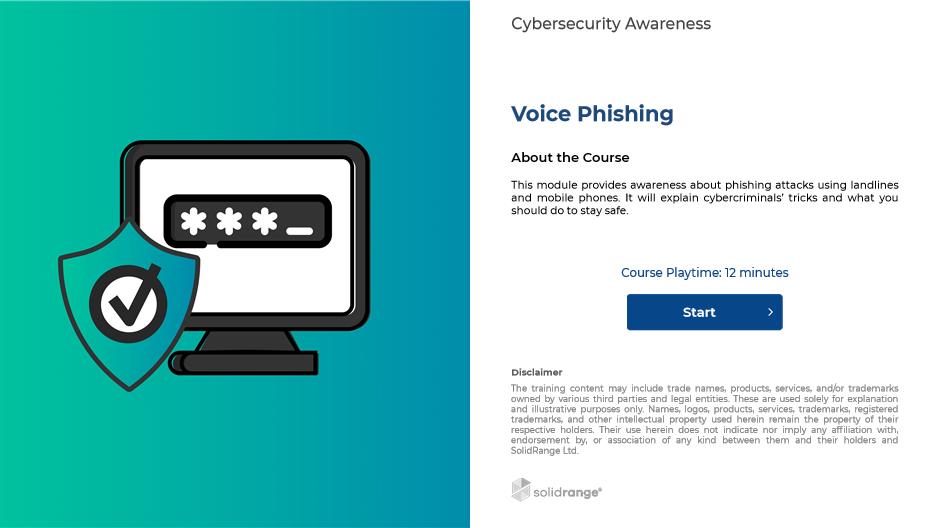 Cybersecurity Awareness
Voice Phishing
About the Course
This module provides awareness about phishing attacks using landlines
and mobile phones. It will explain cybercriminals’ tricks and what you
should do to stay safe.
Course Playtime: 12 minutes
Start
Disclaimer
The training content may include trade names, products, services, and/or trademarks
owned by various third parties and legal entities. These are used solely for explanation
and illustrative purposes only. Names, logos, products, services, trademarks, registered
trademarks, and other intellectual property used herein remain the property of their
respective holders. Their use herein does not indicate nor imply any affiliation with,
endorsement by, or association of any kind between them and their holders and
SolidRange Ltd.
solidrange®